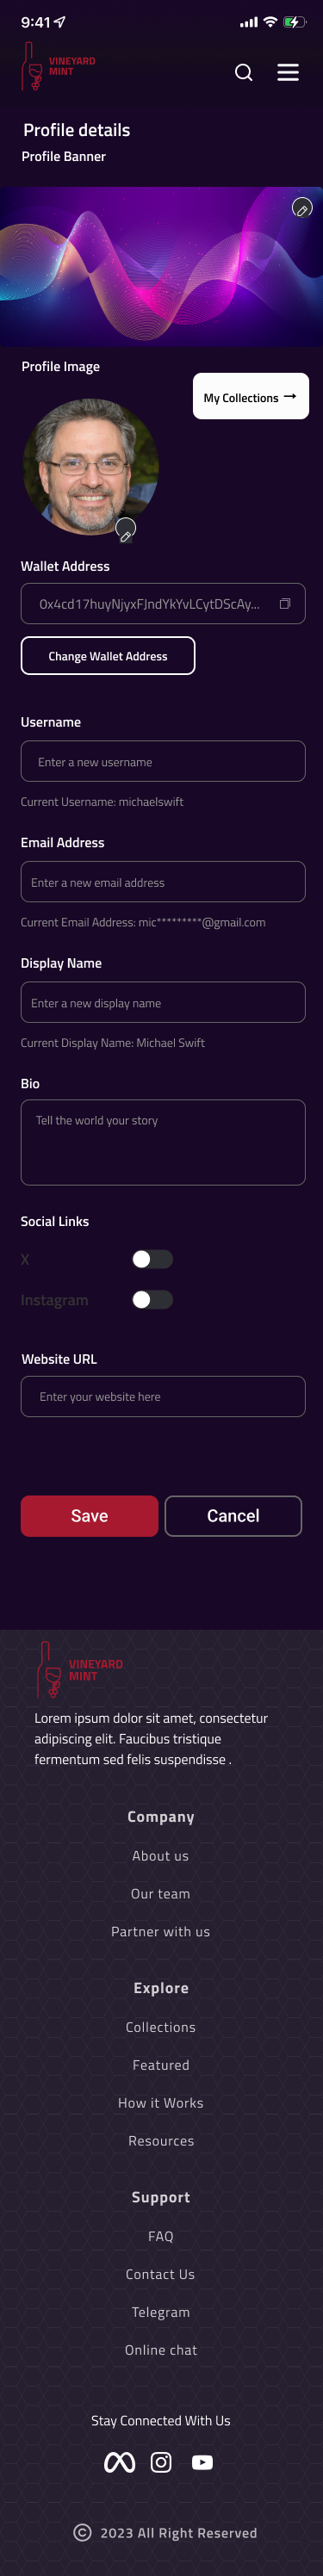 9:41
VINEYARD
MINT
Profile details
Profile Banner
Profile Image
My Collections →
Wallet Address
0x4cd17huyNjyxFJndYkYvLCytDScAy...
Change Wallet Address
Username
Enter a new username
Current Username: michaelswift
Email Address
Enter a new email address
Current Email Address: mic*********@gmail.com
Display Name
Enter a new display name
Current Display Name: Michael Swift
Bio
Tell the world your story
Social Links
X
Instagram
Website URL
Enter your website here
Save
Cancel
VINEYARD
MINT
Lorem ipsum dolor sit amet, consectetur
adipiscing elit. Faucibus tristique
fermentum sed felis suspendisse .
Company
About us
Our team
Partner with us
Explore
Collections
Featured
How it Works
Resources
Support
FAQ
Contact Us
Telegram
Online chat
Stay Connected With Us
© 2023 All Right Reserved